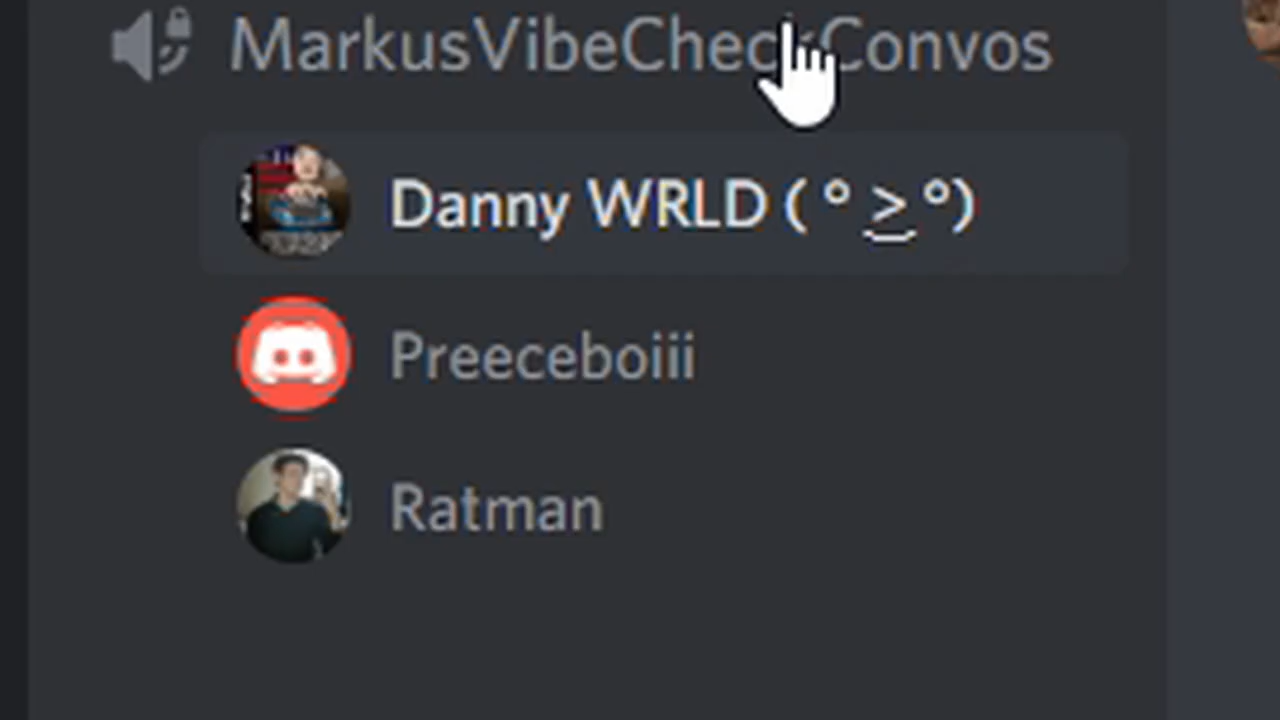 MarkusVibeCheckConvos
Danny WRLD ( ° ͜ʖ °)
Preeceboiii
Ratman